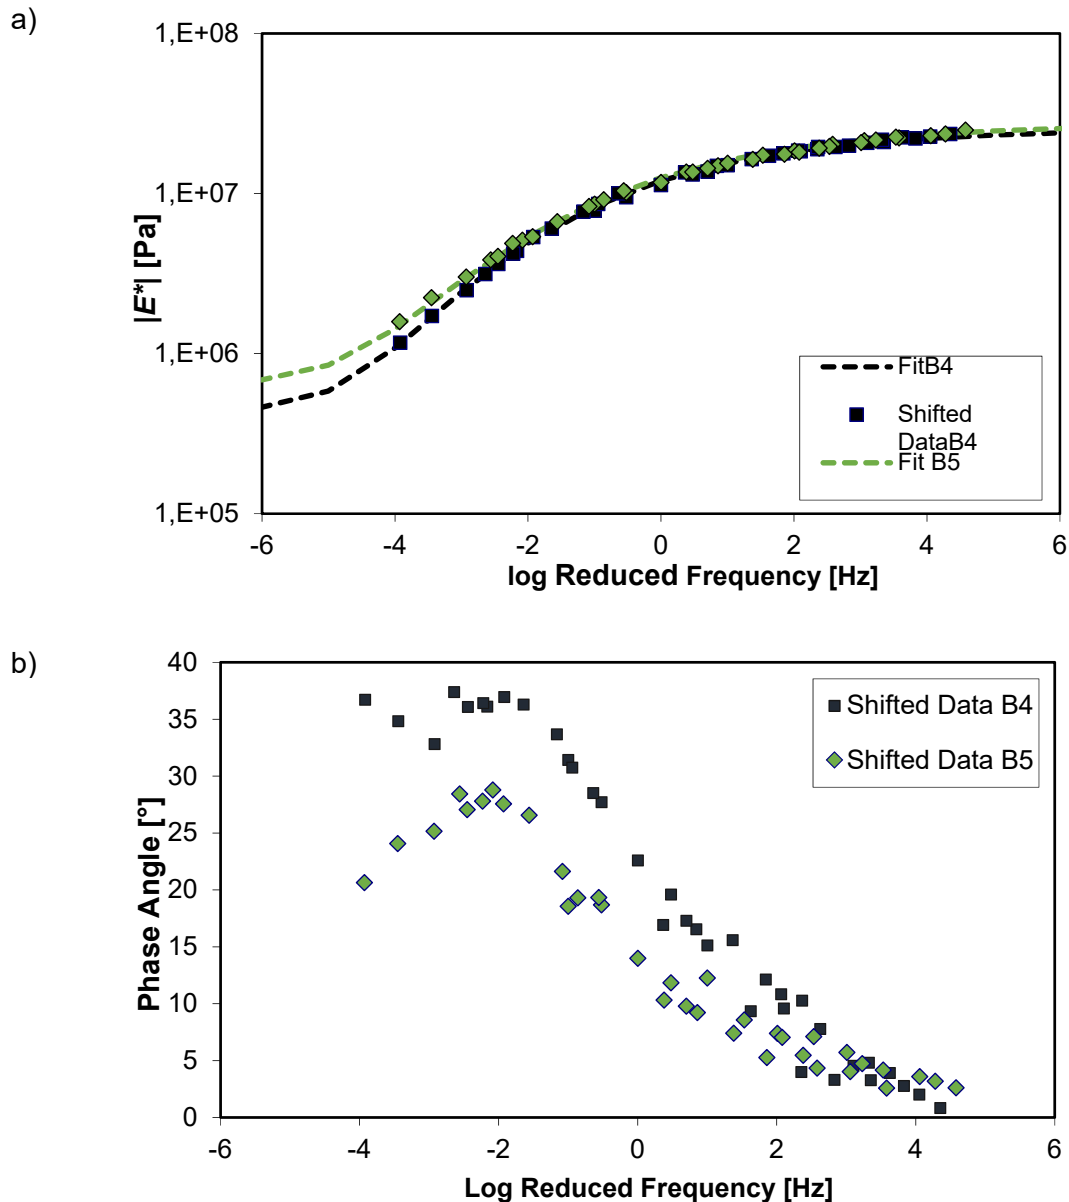 a)
1,E+08
1,E+07
1,E+06
1,E+05
|E*| [Pa]
FitB4
Shifted
DataB4
Fit B5
-6 -4 -2 0 2 4 6
log Reduced Frequency [Hz]
b)
40
35
30
25
20
15
10
5
0
Phase Angle [°]
Shifted Data B4
Shifted Data B5
-6 -4 -2 0 2 4 6
Log Reduced Frequency [Hz]